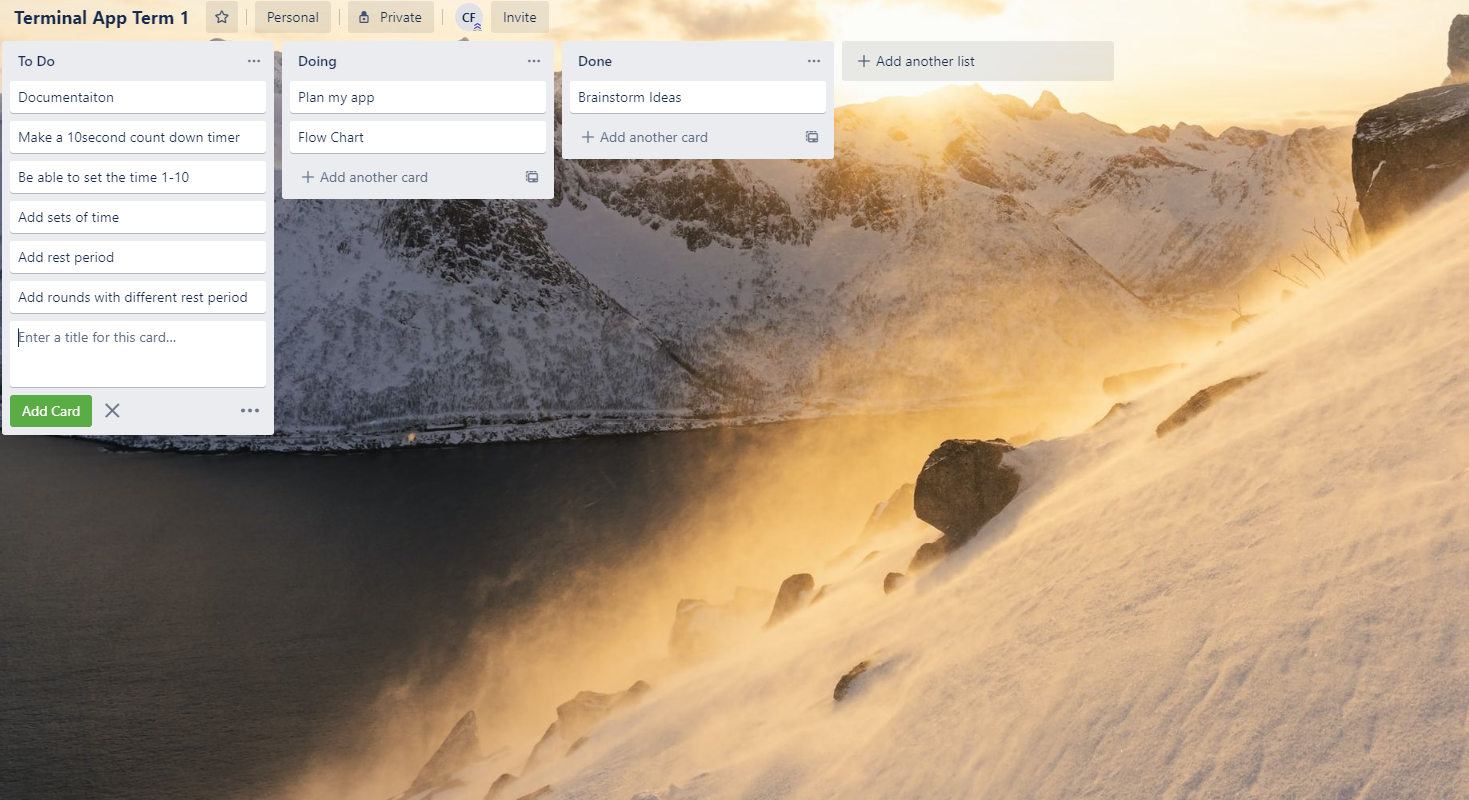 Terminal App Term 1
Personal
Private
CF
Invite
To Do
Documentaiton
Make a 10second count down timer
Be able to set the time 1-10
Add sets of time
Add rest period
Add rounds with different rest period
Enter a title for this card...
Add Card
Doing
Plan my app
Flow Chart
Add another card
Done
Brainstorm Ideas
Add another card
Add another list